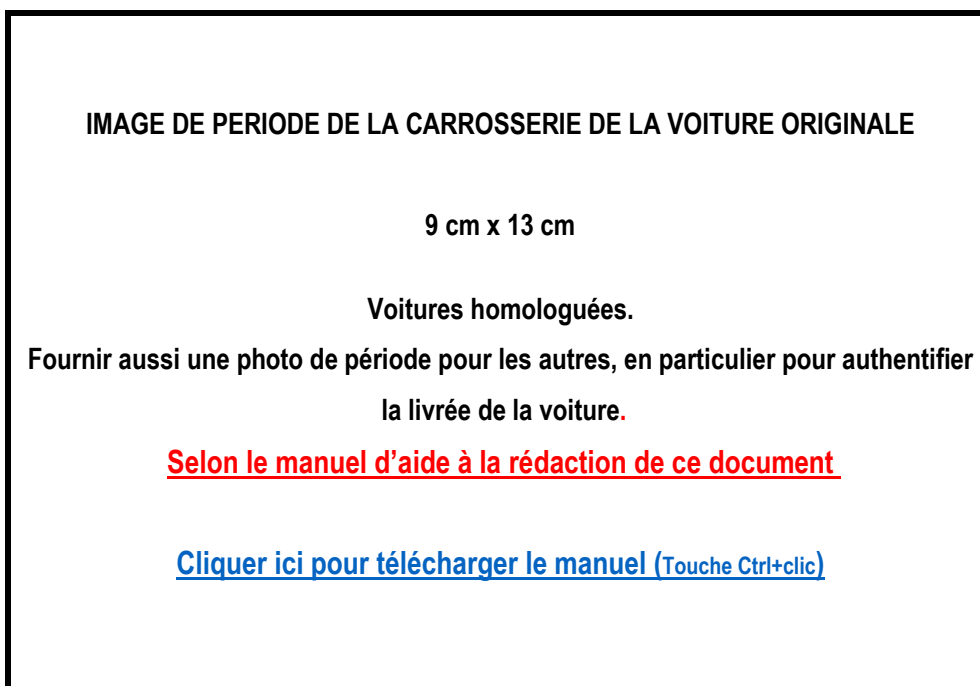 IMAGE DE PERIODE DE LA CARROSSERIE DE LA VOITURE ORIGINALE
9 cm x 13 cm
Voitures homologuées.
Fournir aussi une photo de période pour les autres, en particulier pour authentifier
la livrée de la voiture.
Selon le manuel d’aide à la rédaction de ce document
Cliquer ici pour télécharger le manuel (Touche Ctrl+clic)